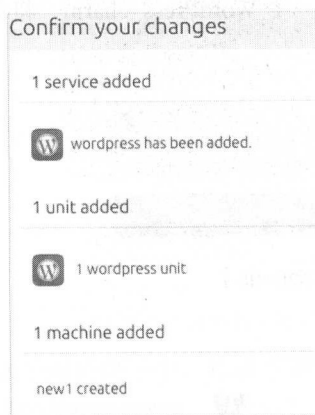 Confirm your changes
1 service added
wordpress has been added.
1 unit added
1 wordpress unit
1 machine added
new1 created